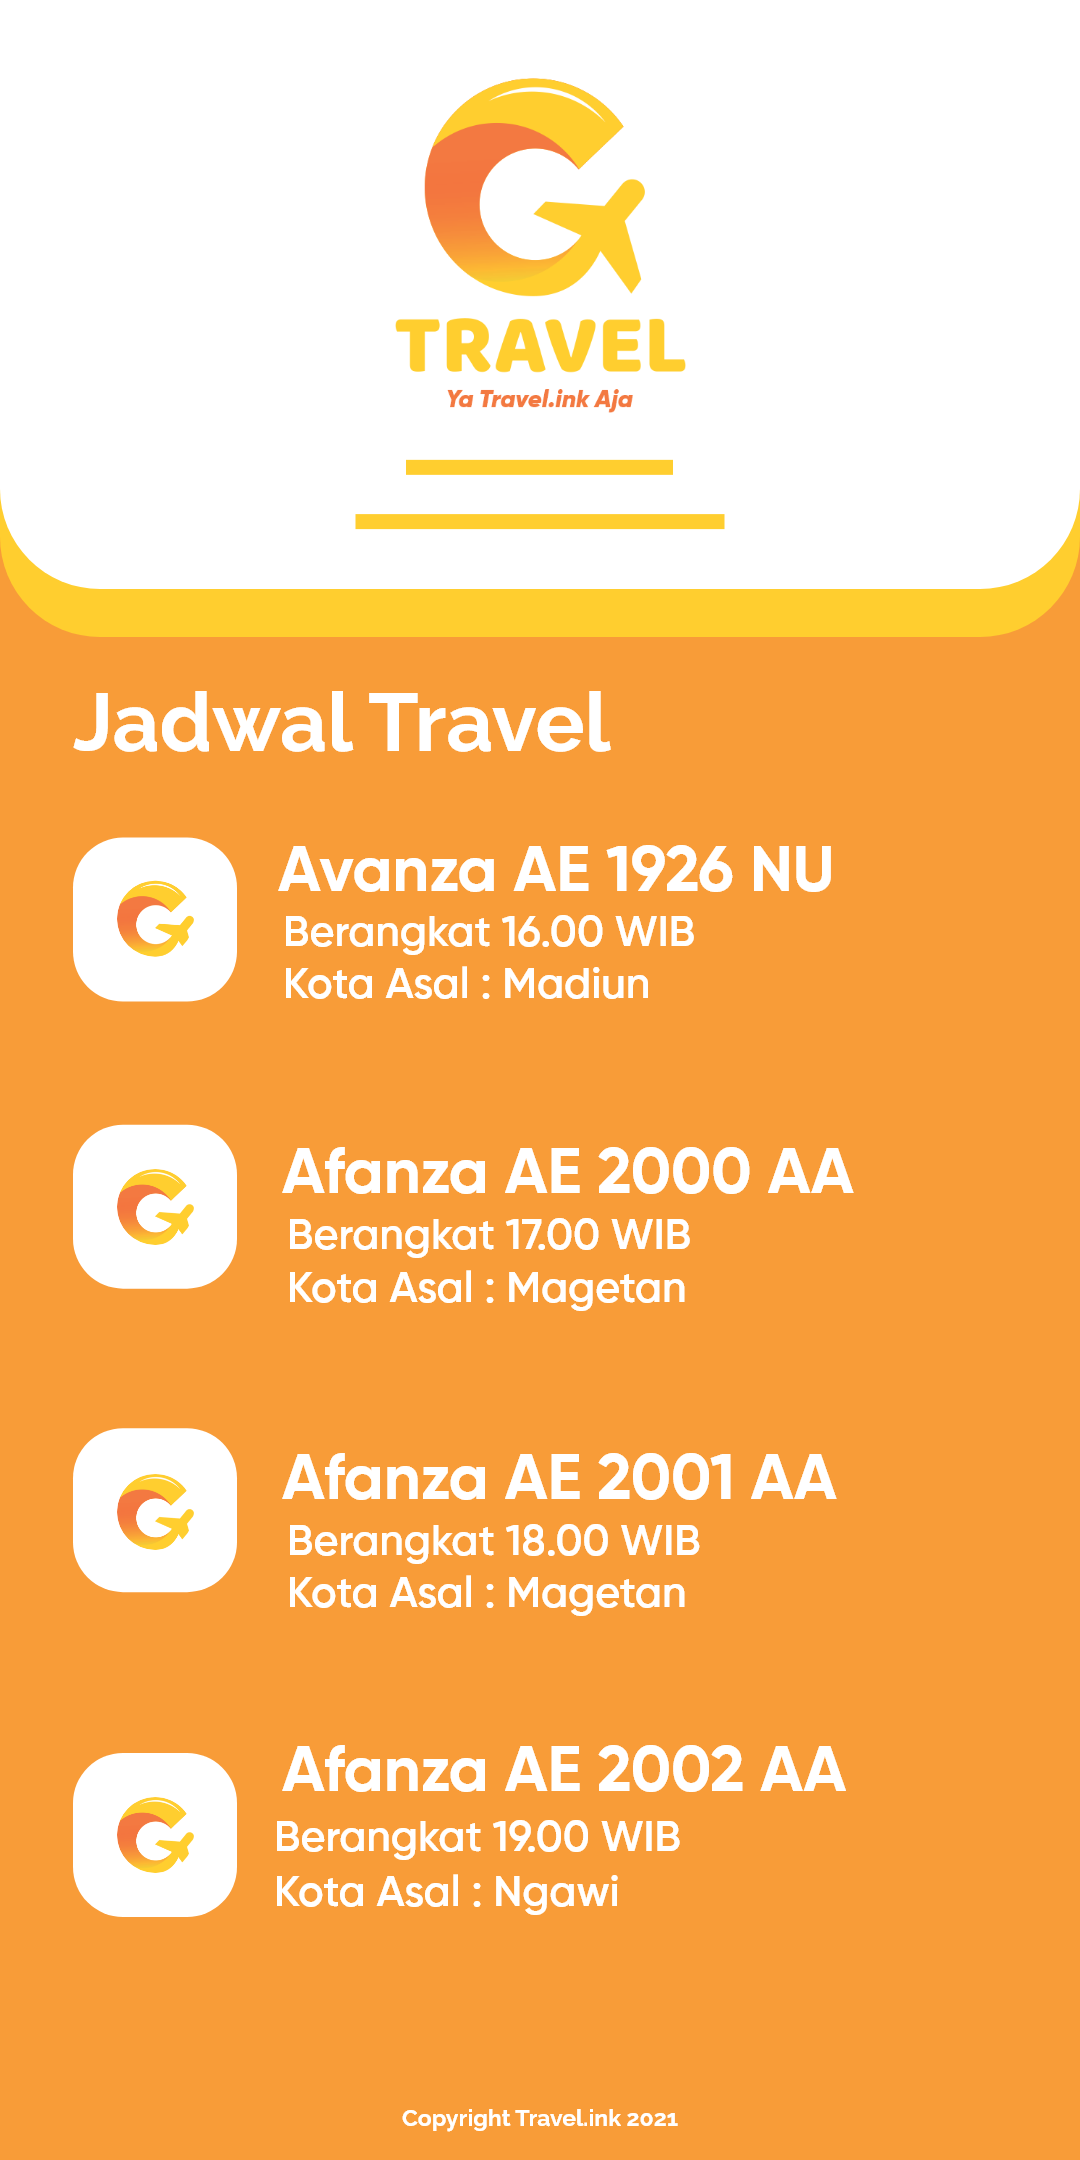 TRAVEL
Ya Travel.ink Aja
Jadwal Travel
Avanza AE 1926 NU
Berangkat 16.00 WIB
Kota Asal : Madiun
Afanza AE 2000 AA
Berangkat 17.00 WIB
Kota Asal : Magetan
Afanza AE 2001 AA
Berangkat 18.00 WIB
Kota Asal : Magetan
Afanza AE 2002 AA
Berangkat 19.00 WIB
Kota Asal : Ngawi
Copyright Travel.ink 2021